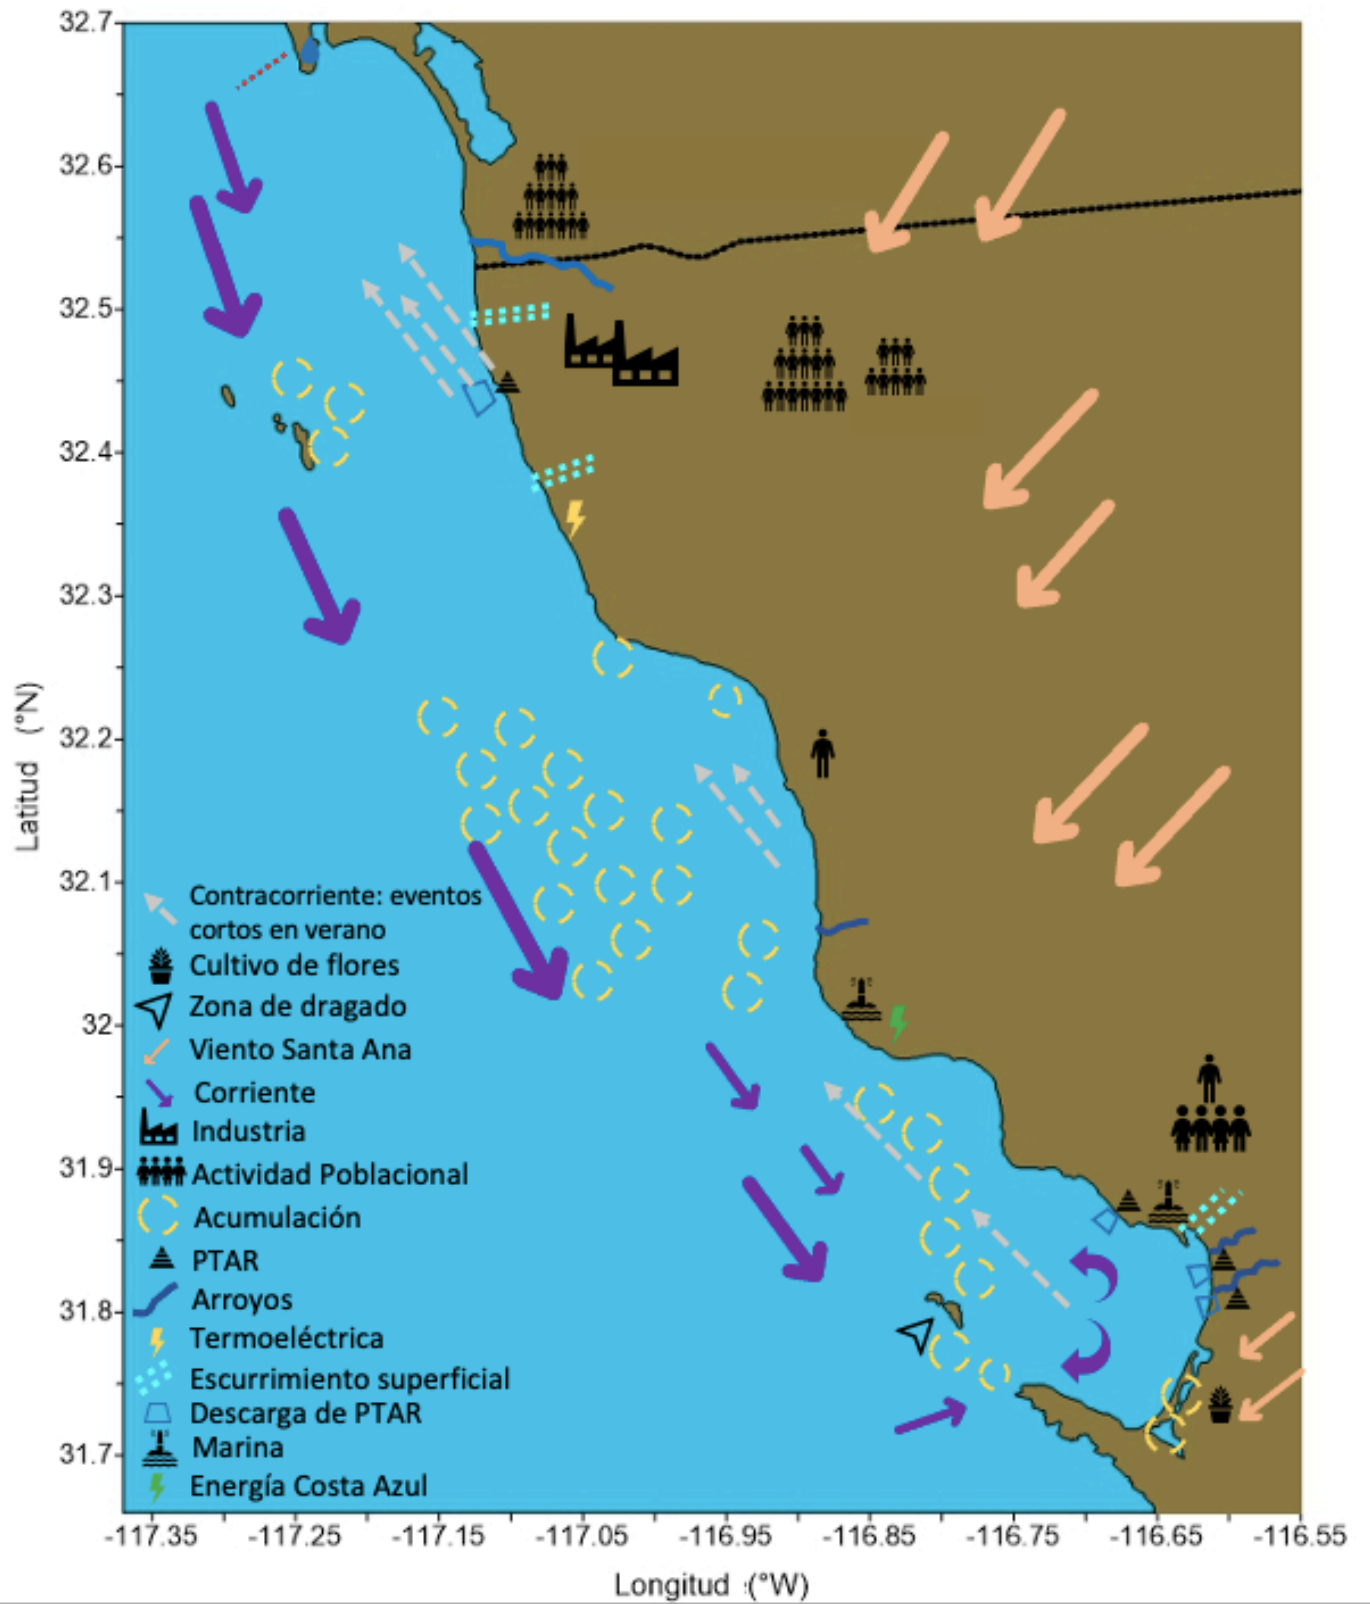 32.7
32.6
32.5
32.4
32.3
32.2
32.1
32
31.9
31.8
31.7
Latitud (°N)
Contracorriente: eventos
cortos en verano
Cultivo de flores
Zona de dragado
Viento Santa Ana
Corriente
Industria
Actividad Poblacional
Acumulación
PTAR
Arroyos
Termoeléctrica
Escurrimiento superficial
Descarga de PTAR
Marina
Energía Costa Azul
-117.35 -117.25 -117.15 -117.05 -116.95 -116.85 -116.75 -116.65 -116.55
Longitud (°W)